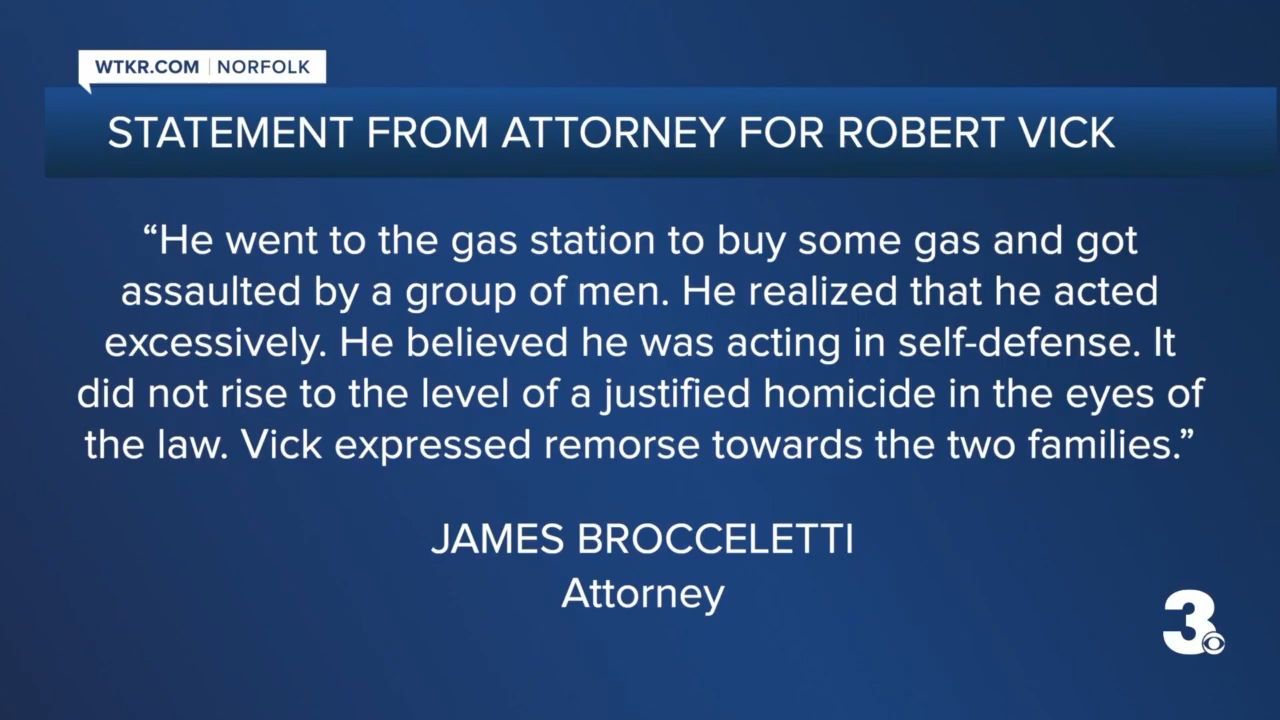 WTKR.COM | NORFOLK
STATEMENT FROM ATTORNEY FOR ROBERT VICK
“He went to the gas station to buy some gas and got
assaulted by a group of men. He realized that he acted
excessively. He believed he was acting in self-defense. It
did not rise to the level of a justified homicide in the eyes of
the law. Vick expressed remorse towards the two families.”
JAMES BROCCELETTI
Attorney
3